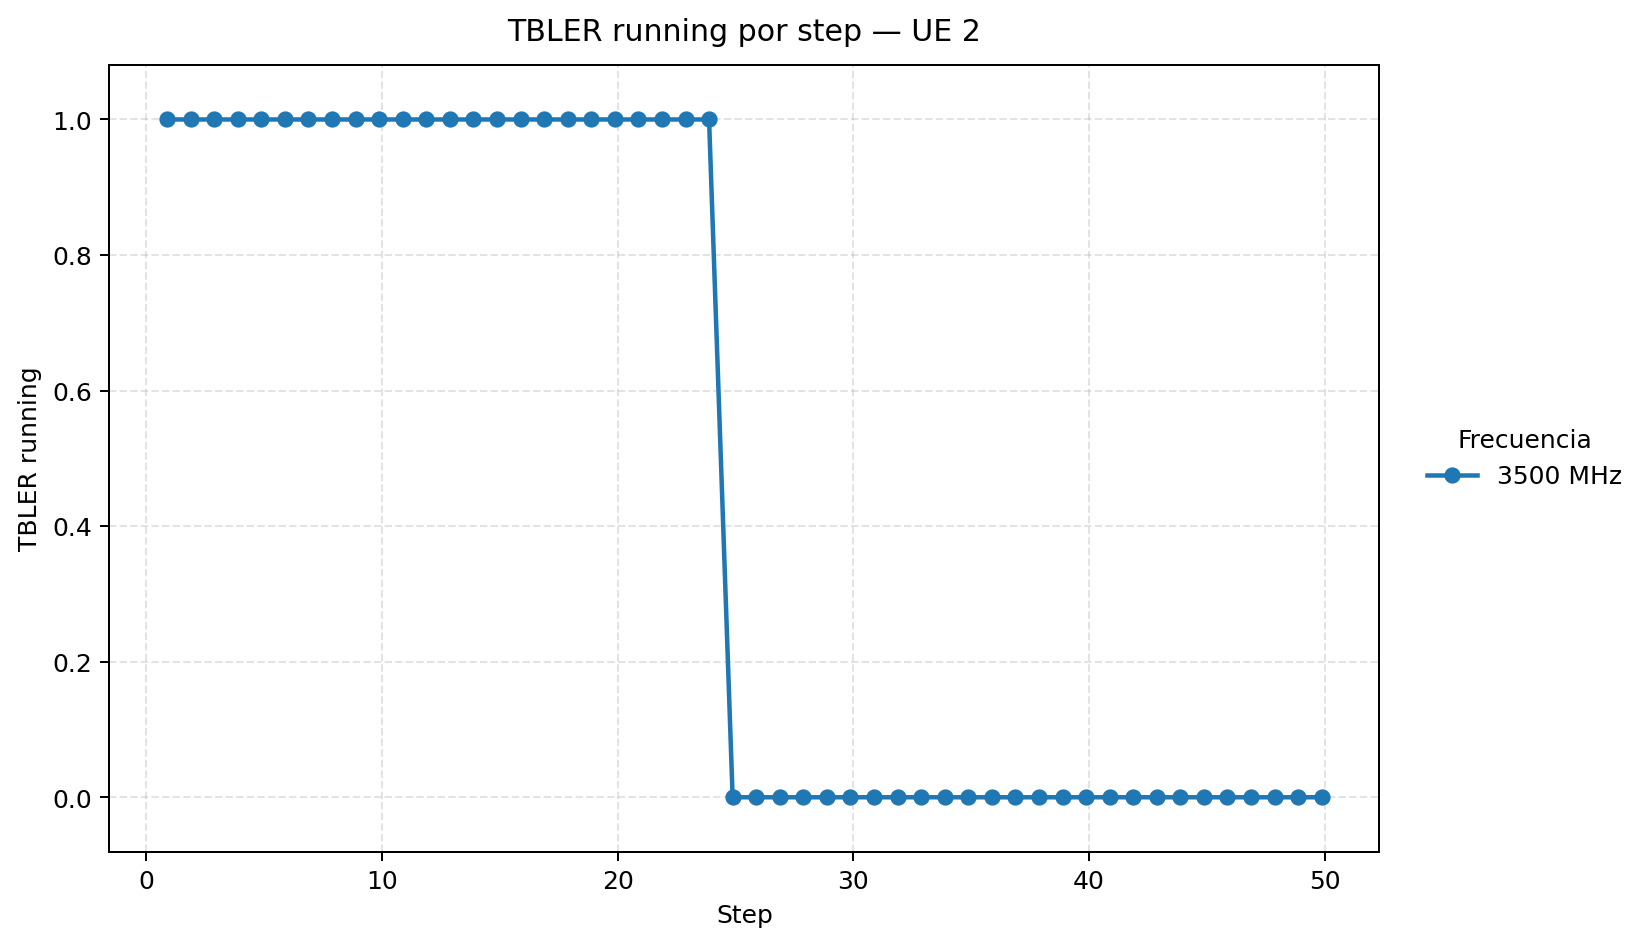 TBLER running por step — UE 2
TBLER running
1.0
0.8
0.6
0.4
0.2
0.0
0 10 20 30 40 50
Step
Frecuencia
3500 MHz